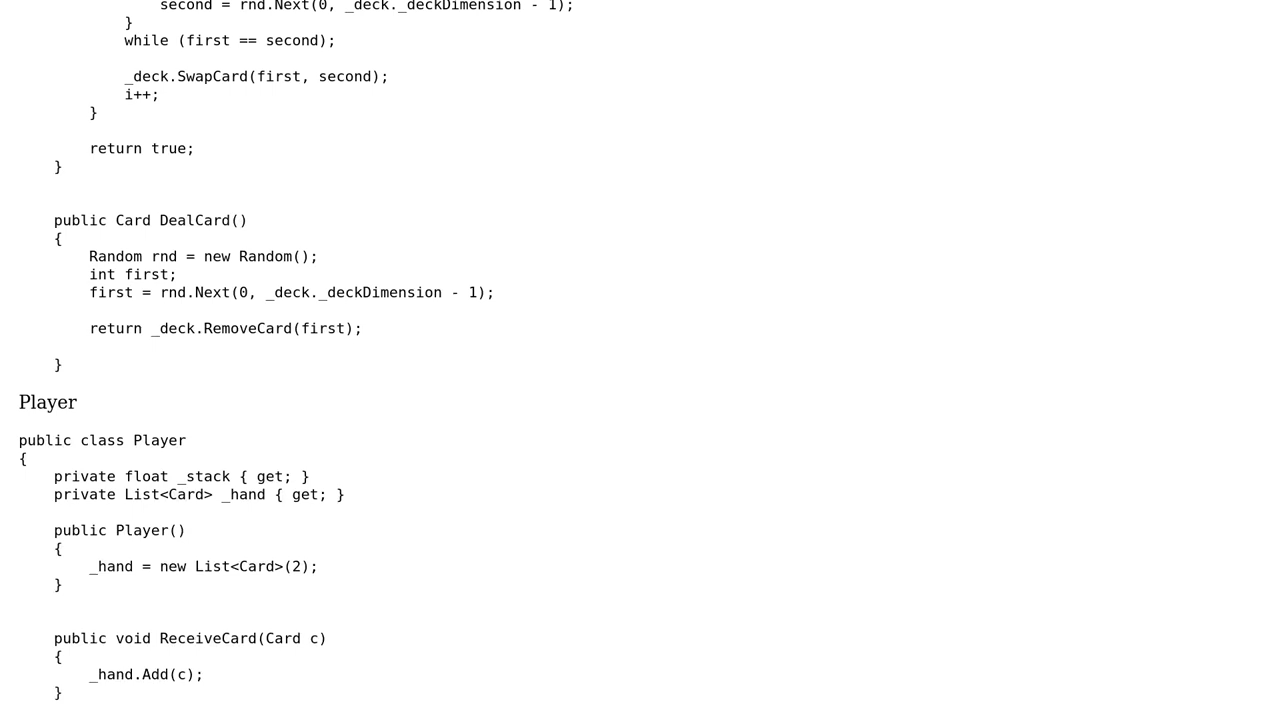 second = rnd.Next(0, _deck._deckDimension - 1);
}
while (first == second);
_deck.SwapCard(first, second);
i++;
}
return true;
}
public Card DealCard()
{
Random rnd = new Random();
int first;
first = rnd.Next(0, _deck._deckDimension - 1);
return _deck.RemoveCard(first);
}
Player
public class Player
{
private float _stack { get; }
private List<Card> _hand { get; }
public Player()
{
_hand = new List<Card>(2);
}
public void ReceiveCard(Card c)
{
_hand.Add(c);
}